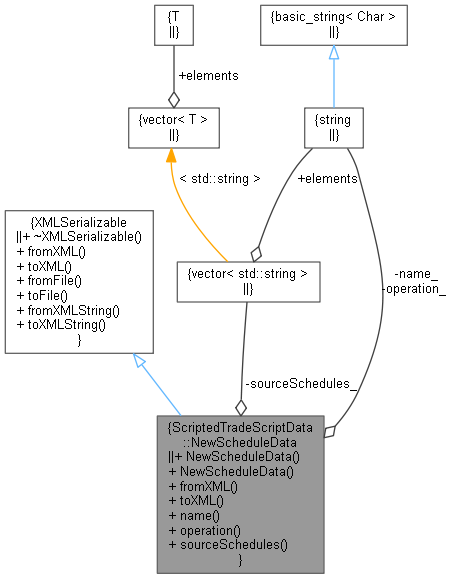 {T
||}
{basic_string< Char >
||}
+elements
{vector< T >
||}
{string
||}
< std::string >
+elements
{XMLSerializable
||+ ~XMLSerializable()
+ fromXML()
+ toXML()
+ fromFile()
+ toFile()
+ fromXMLString()
+ toXMLString()
}
{vector< std::string >
||}
-name_
-operation_
-sourceSchedules_
{ScriptedTradeScriptData
::NewScheduleData
||+ NewScheduleData()
+ NewScheduleData()
+ fromXML()
+ toXML()
+ name()
+ operation()
+ sourceSchedules()
}